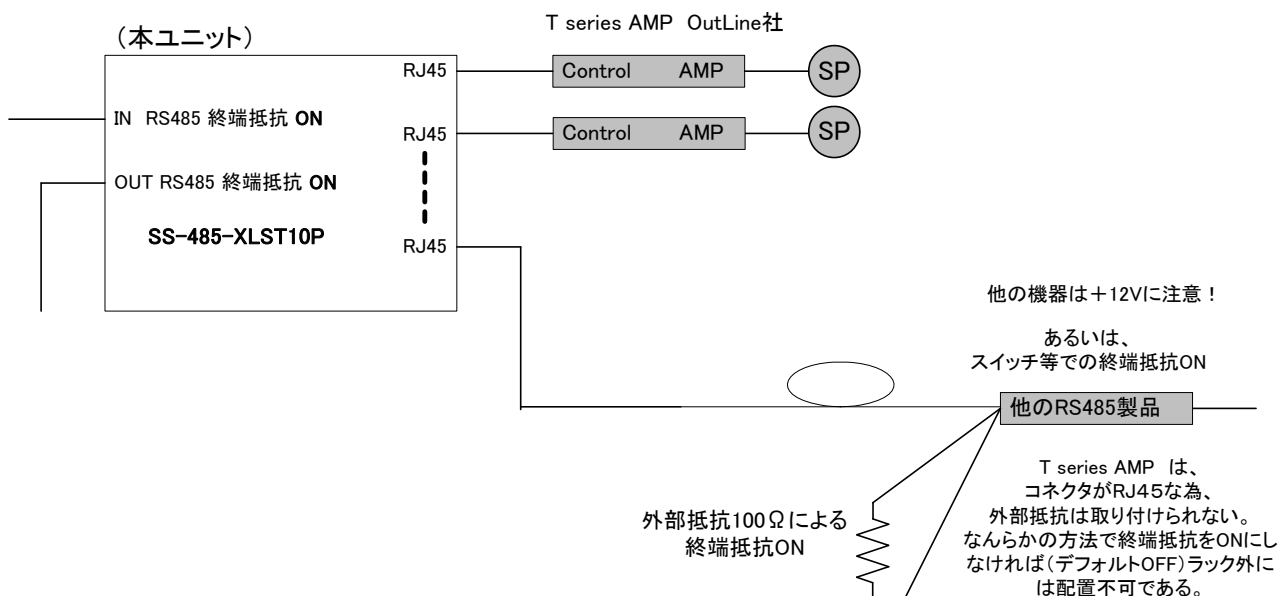 T series AMP OutLine社
(本ユニット)
RJ45
Control AMP
SP
IN RS485 終端抵抗 ON
RJ45
Control AMP
SP
OUT RS485 終端抵抗 ON
SS-485-XLST10P
RJ45
他の機器は+12Vに注意！
あるいは、
スイッチ等での終端抵抗ON
他のRS485製品
外部抵抗100Ωによる
終端抵抗ON
T series AMP は、
コネクタがRJ45な為、
外部抵抗は取り付けられない。
なんらかの方法で終端抵抗をONにし
なければ(デフォルトOFF)ラック外に
は配置不可である。